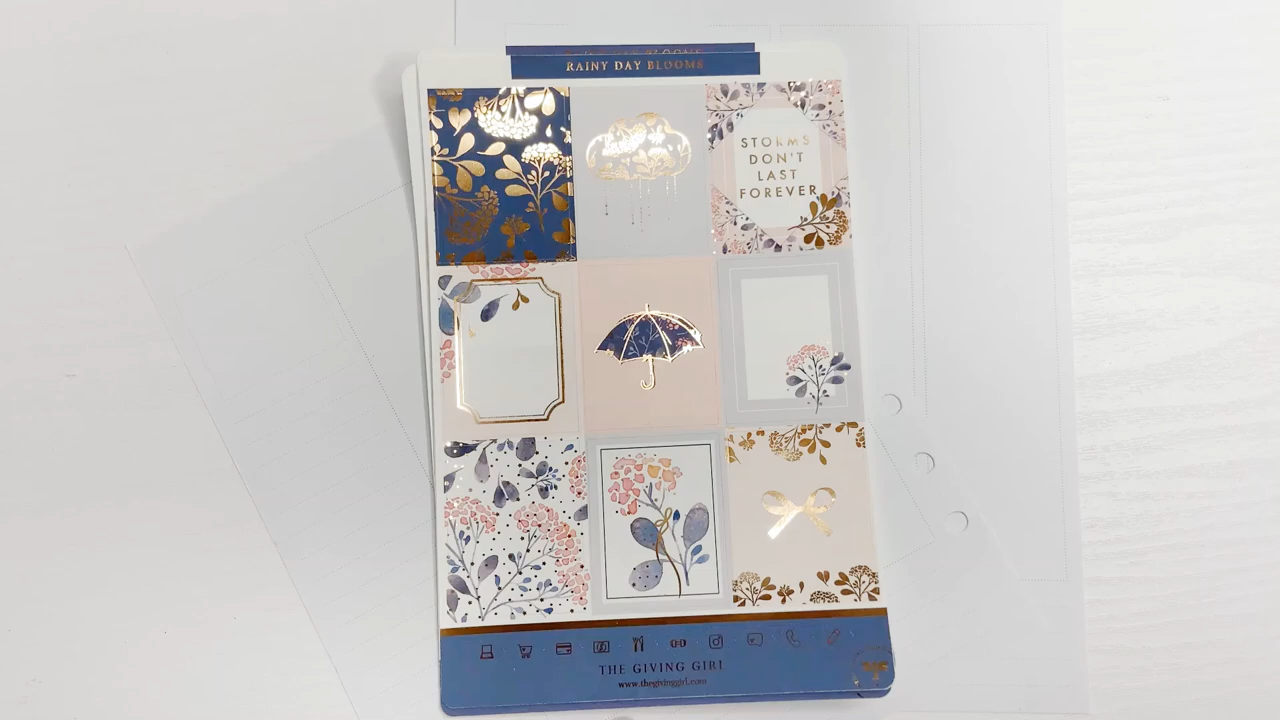 RAINY DAY BLOOMS
STORMS
DON'T
LAST
FOREVER
THE GIVING GIRL
www.thegivinggirl.com